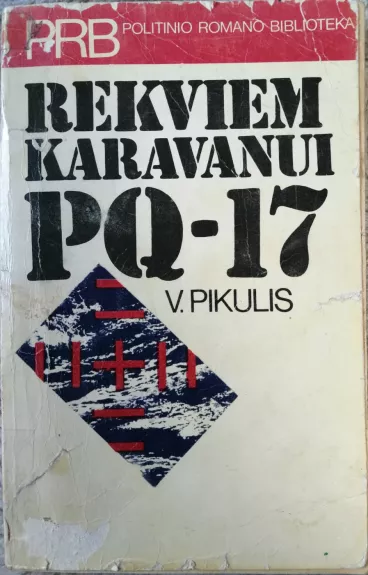 PRB POLITINIO ROMANO BIBLIOTEKA
REKVIEM
KARAVANUI
PQ-17
V. PIKULIS